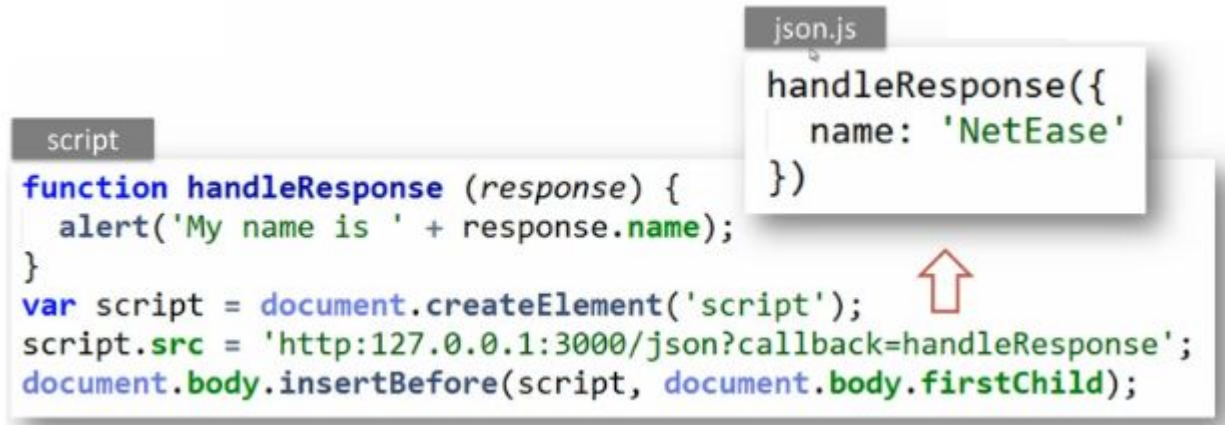 json.js
handleResponse({
name: 'NetEase'
})
script
function handleResponse (response) {
alert('My name is ' + response.name);
}
var script = document.createElement('script');
script.src = 'http:127.0.0.1:3000/json?callback=handleResponse';
document.body.insertBefore(script, document.body.firstChild);